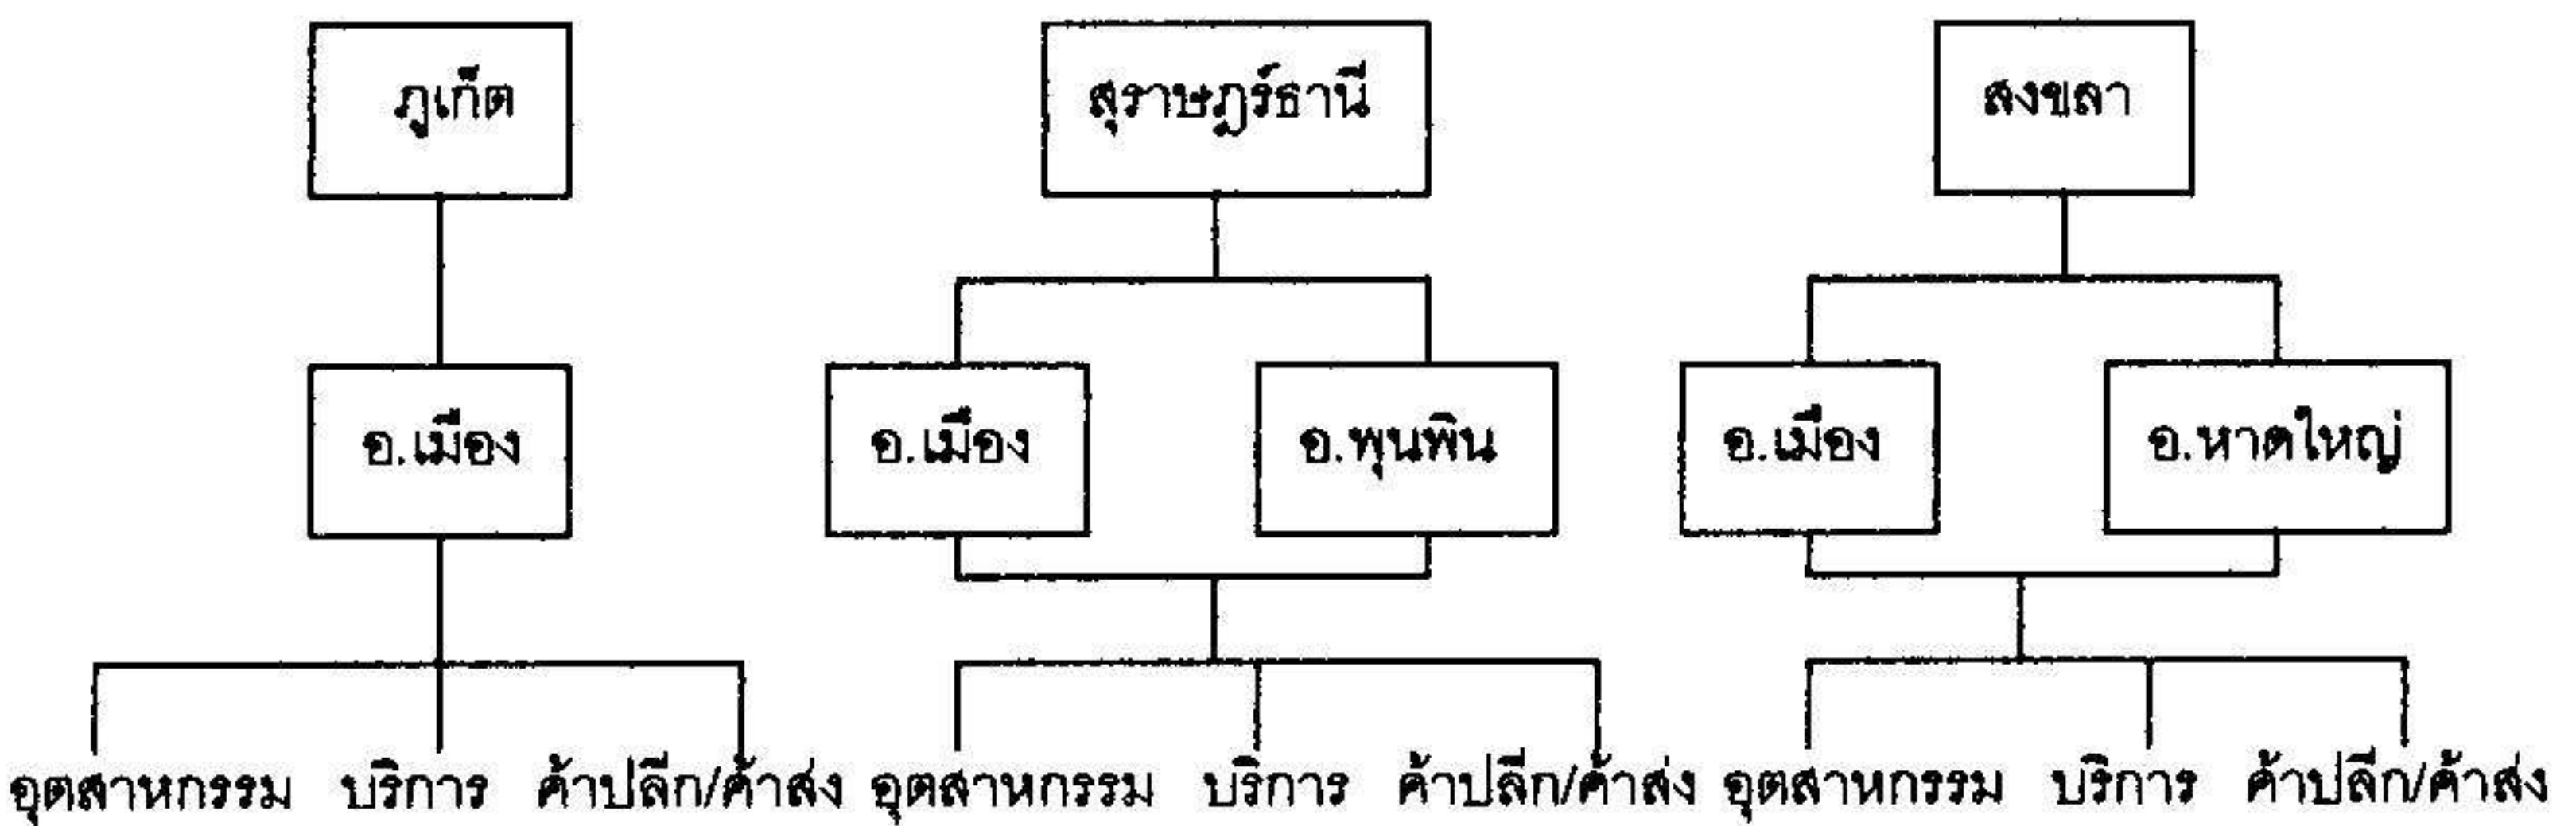 ภูเก็ต สุราษฎร์ธานี สงขลา
อ.เมือง อ.เมือง อ.พุนพิน อ.เมือง อ.หาดใหญ่
อุตสาหกรรม บริการ ค้าปลีก/ค้าส่ง อุตสาหกรรม บริการ ค้าปลีก/ค้าส่ง อุตสาหกรรม บริการ ค้าปลีก/ค้าส่ง